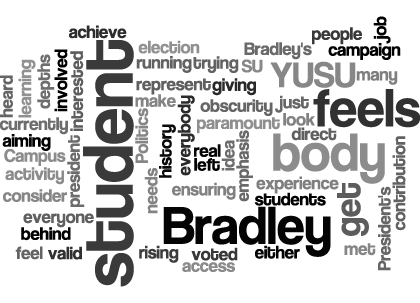 achieve
people
job
election
Bradley's
campaign
running
trying
SU
YUSU
many
heard
learning
depths
involved
interested
student
represent
giving
make
obscurity
just
feels
currently
Politics
everybody
paramount
look
aiming
president
history
real
left
idea
emphasis
direct
body
contribution
Campus
activity
needs
ensuring
experience
consider
students
get
President's
everyone
Bradley
behind
feel
valid
rising
voted
either
met
access